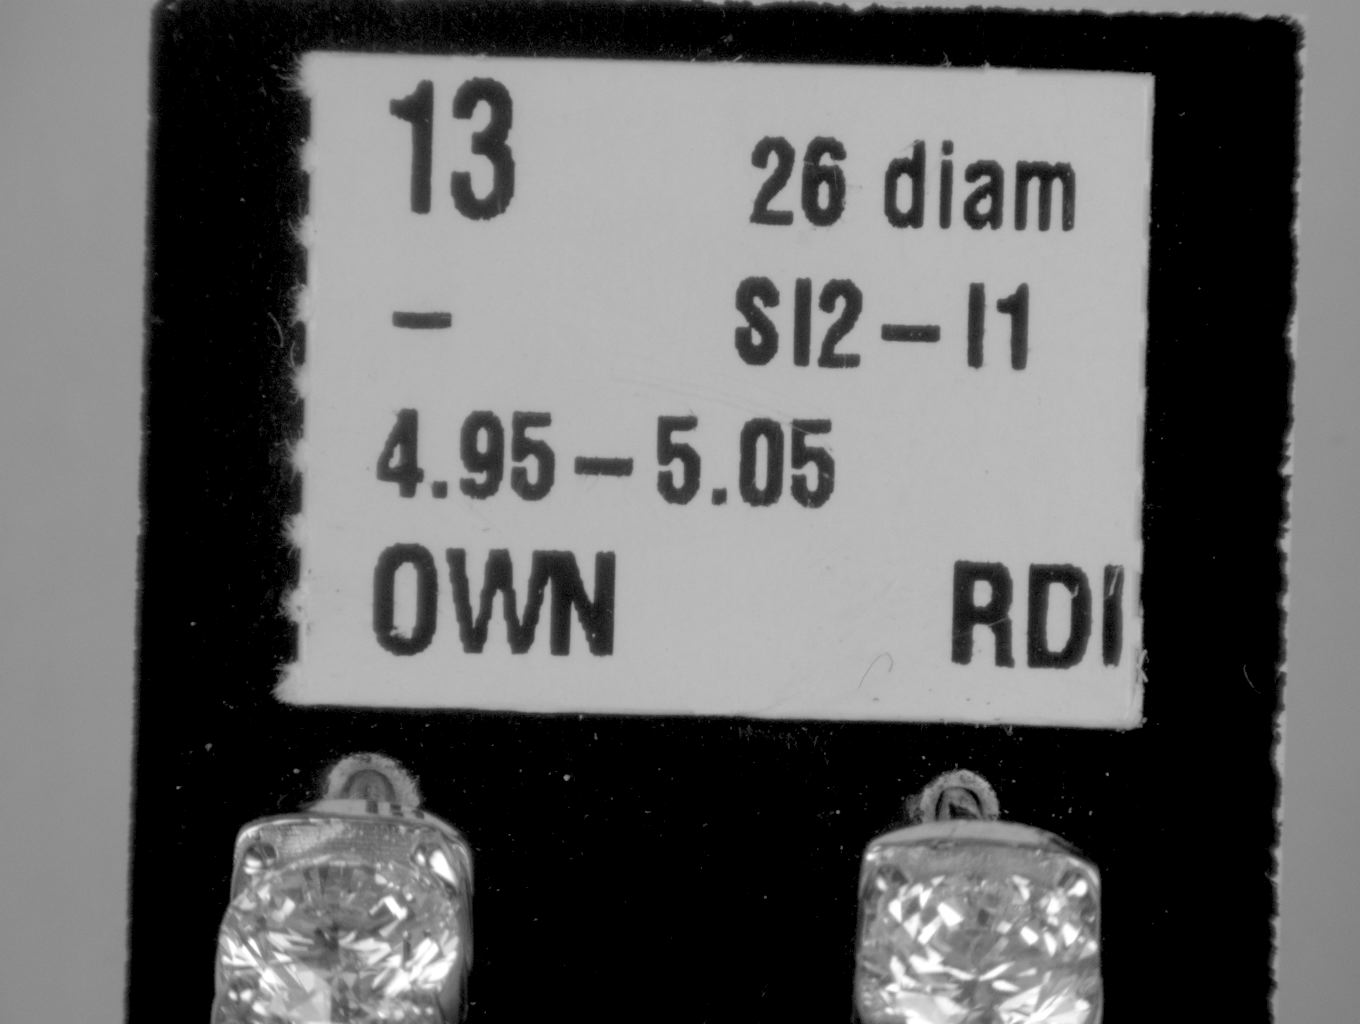 13 26 diam
– SI2–I1
4.95–5.05
OWN RDI